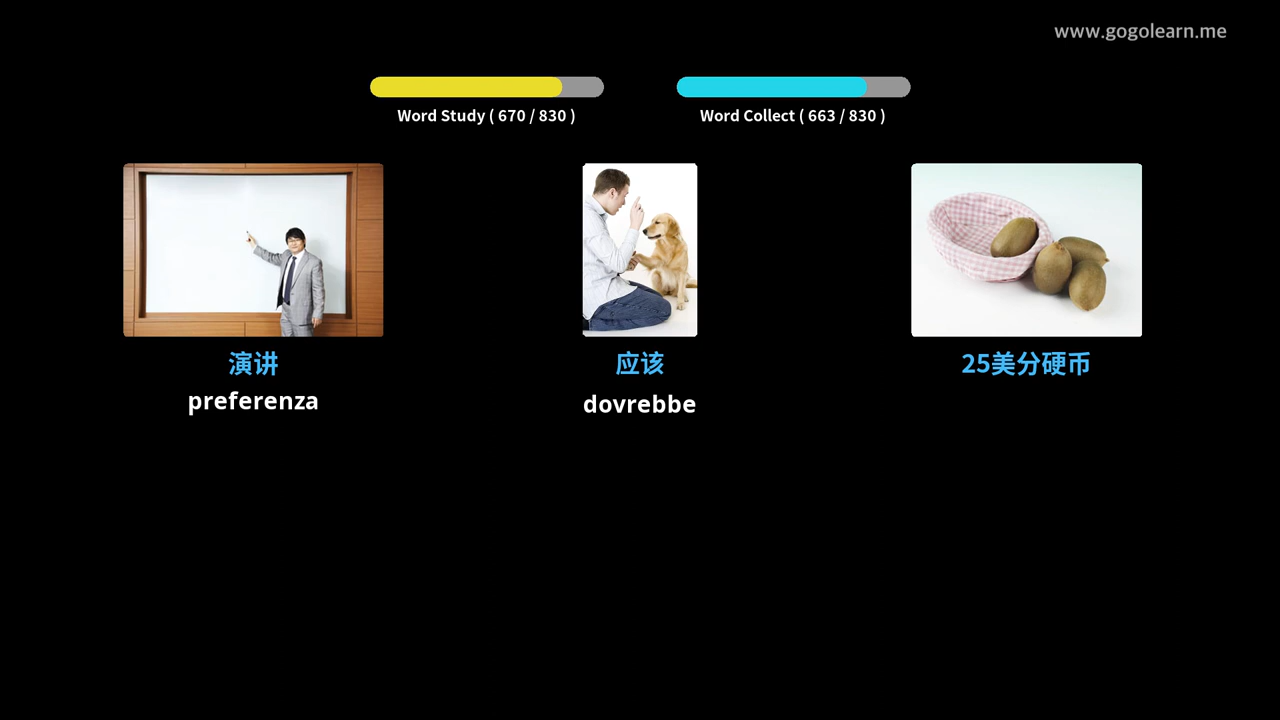 www.gogolearn.me
Word Study ( 670 / 830 )
Word Collect ( 663 / 830 )
演讲
应该
25美分硬币
preferenza
dovrebbe